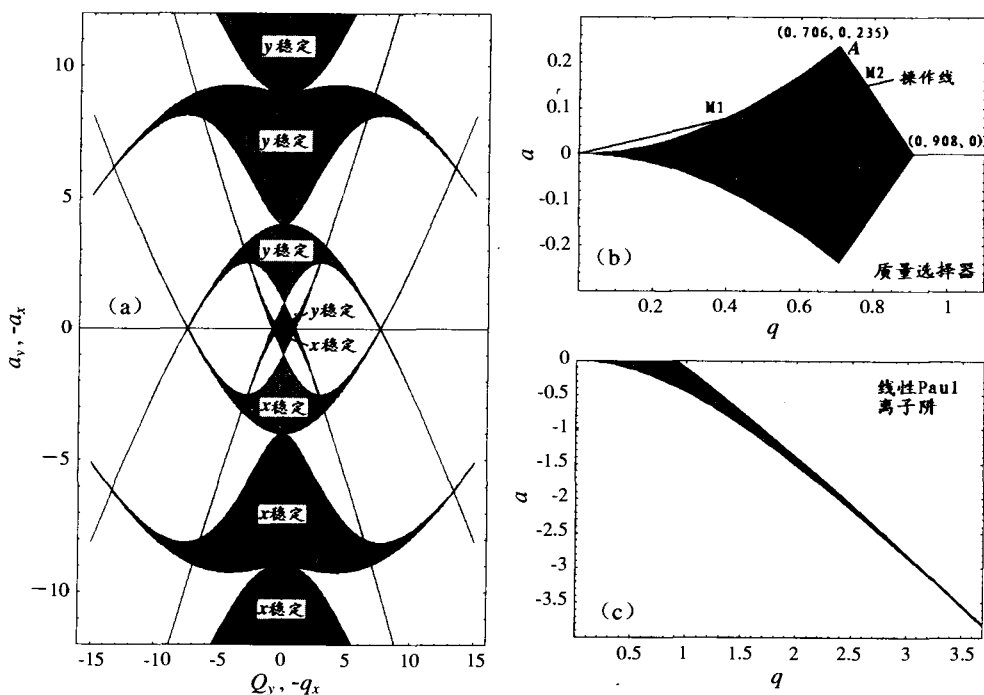 10
5
0
−5
−10
a_y, -a_x
y稳定
y稳定
y稳定
(a)
y稳定
x稳定
x稳定
x稳定
x稳定
-15
-10
-5
0
5
10
15
Q_y, -q_x
(0.706,0.235)
A
M2
操作线
M1
(0.908,0)
0.2
0.1
0
-0.1
-0.2
a
(b)
质量选择器
0.2
0.4
0.6
0.8
1
q
0
-0.5
-1
-1.5
-2
-2.5
-3
-3.5
a
线性Paul
离子阱
(c)
0.5
1
1.5
2
2.5
3
3.5
q